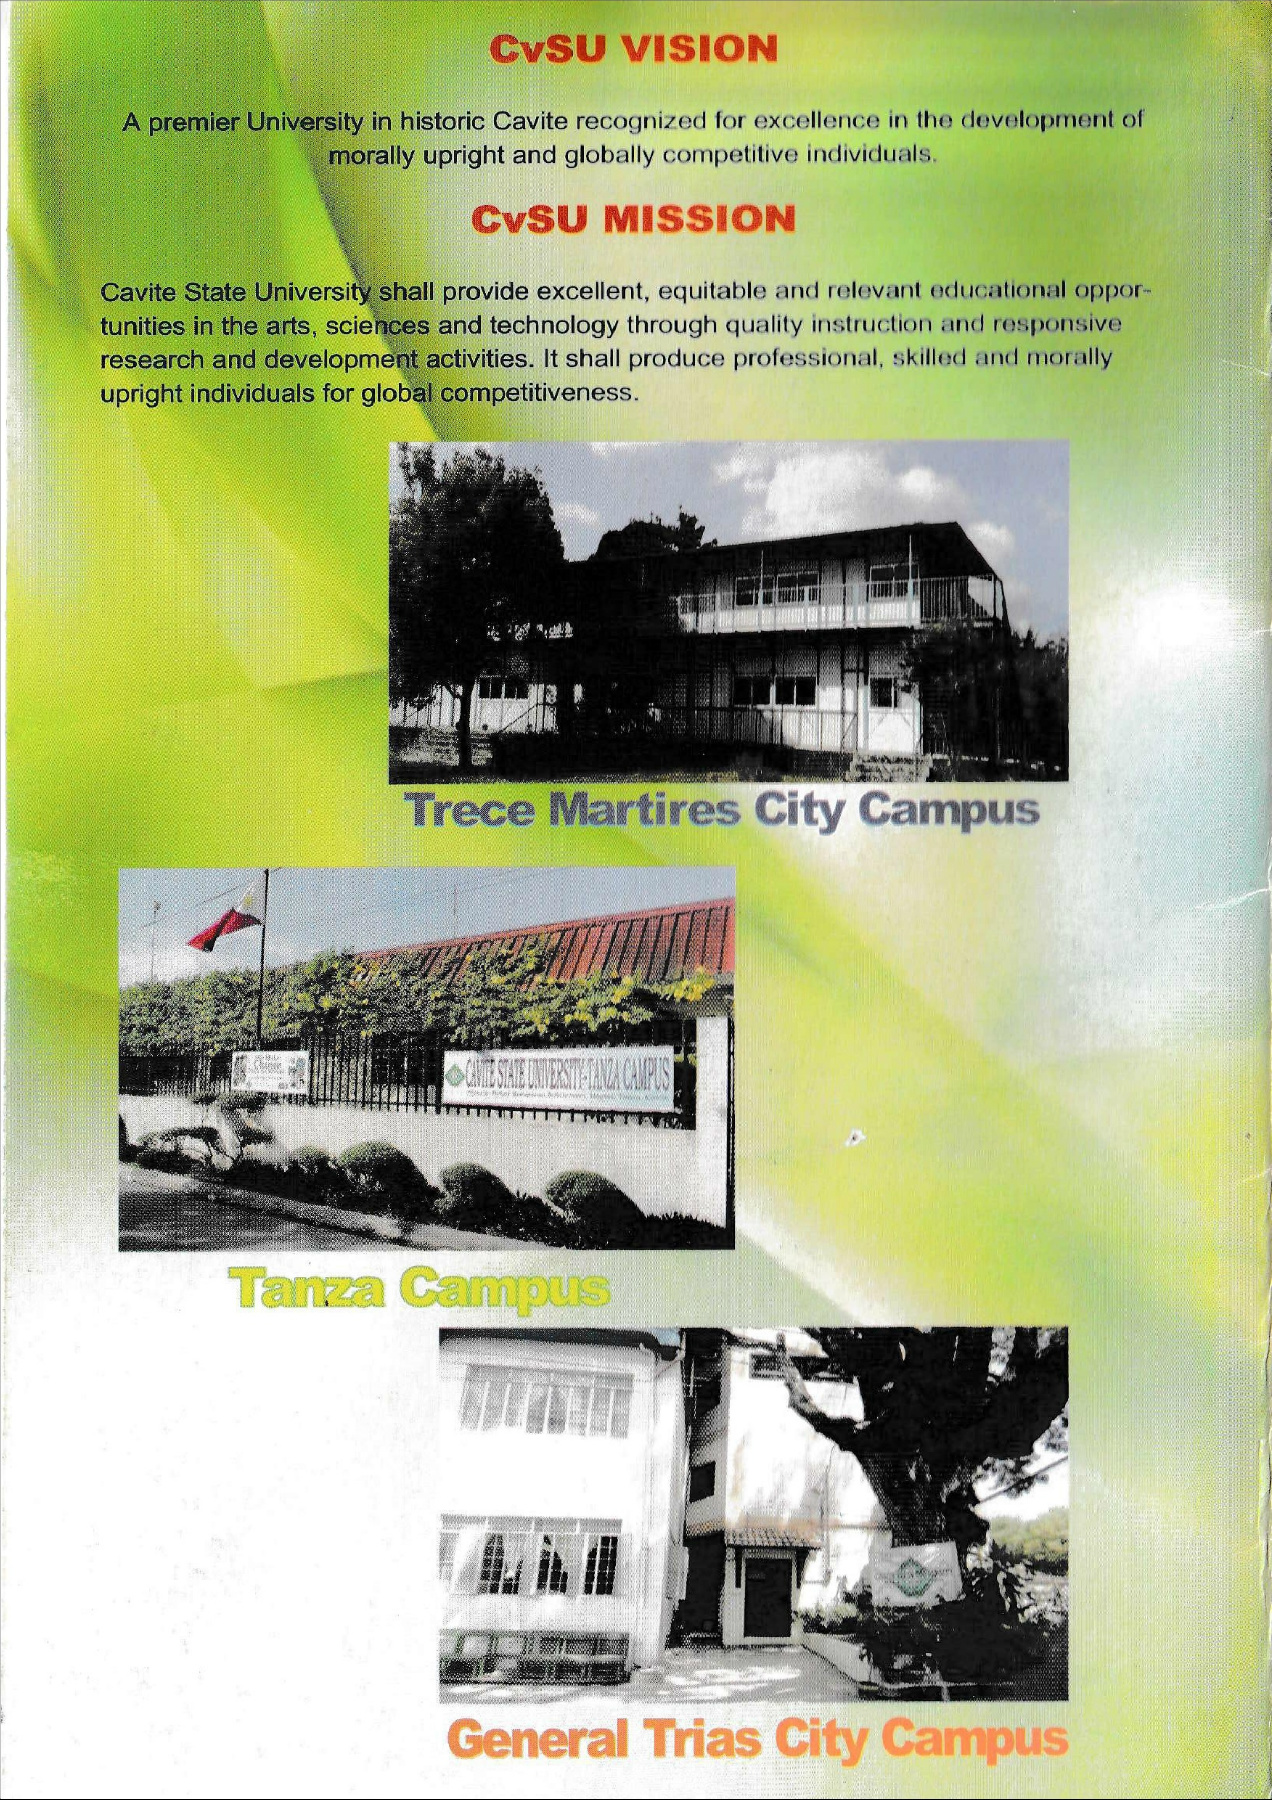 CvSU VISION
A premier University in historic Cavite recognized for excellence in the development of
morally upright and globally competitive individuals.
CvSU MISSION
Cavite State University shall provide excellent, equitable and relevant educational oppor-
tunities in the arts, sciences and technology through quality instruction and responsive
research and development activities. It shall produce professional, skilled and morally
upright individuals for global competitiveness.
Trece Martires City Campus
CAVITE STATE UNIVERSITY-TANZA CAMPUS
Tanza Campus
General Trias City Campus